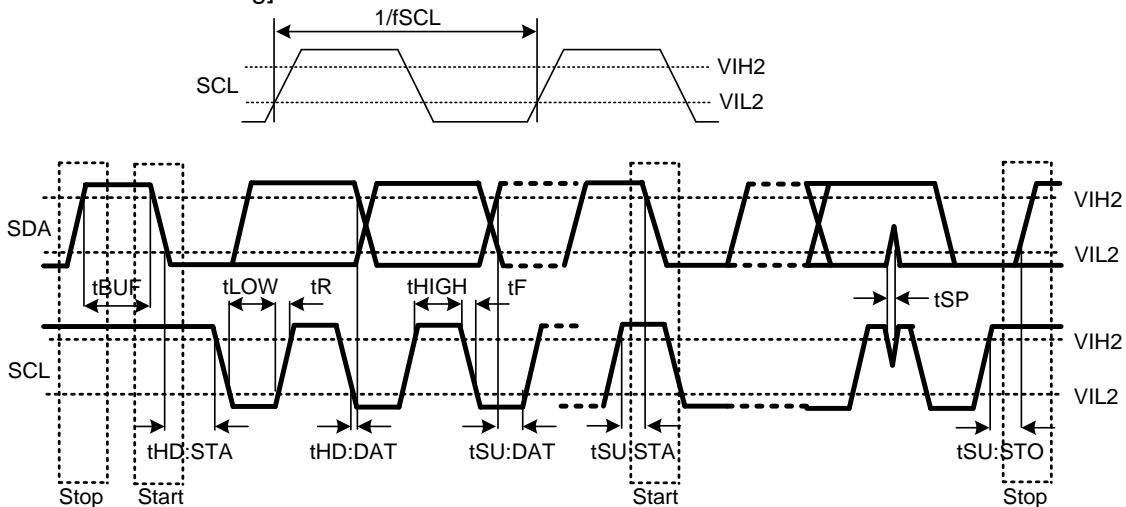 g]
1/fSCL
SCL
VIH2
VIL2
SDA
VIH2
VIL2
tBUF
tLOW
tR
tHIGH
tF
tSP
SCL
VIH2
VIL2
tHD:STA
tHD:DAT
tSU:DAT
tSU:STA
tSU:STO
Stop
Start
Start
Stop